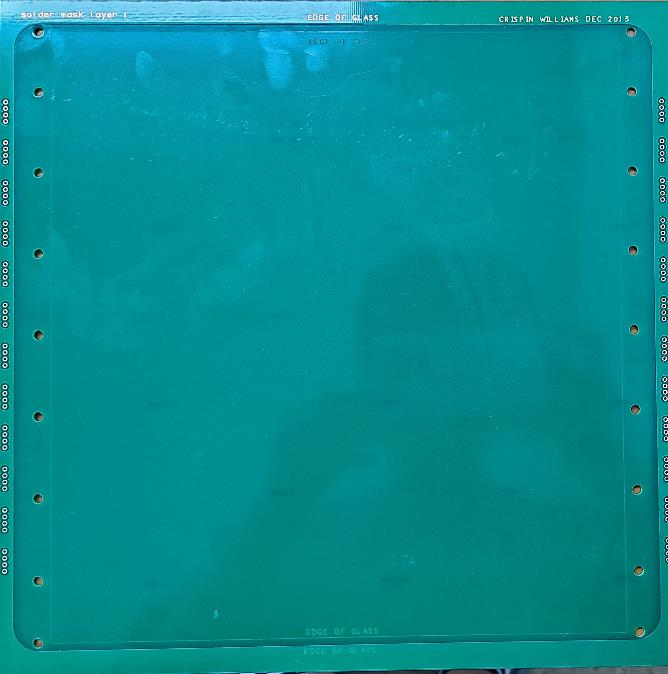 solder mask layer 1
EDGE OF GLASS
CRISPIN WILLIAMS DEC 2013
EDGE OF GLASS
EDGE OF GLASS
EDGE OF GLASS